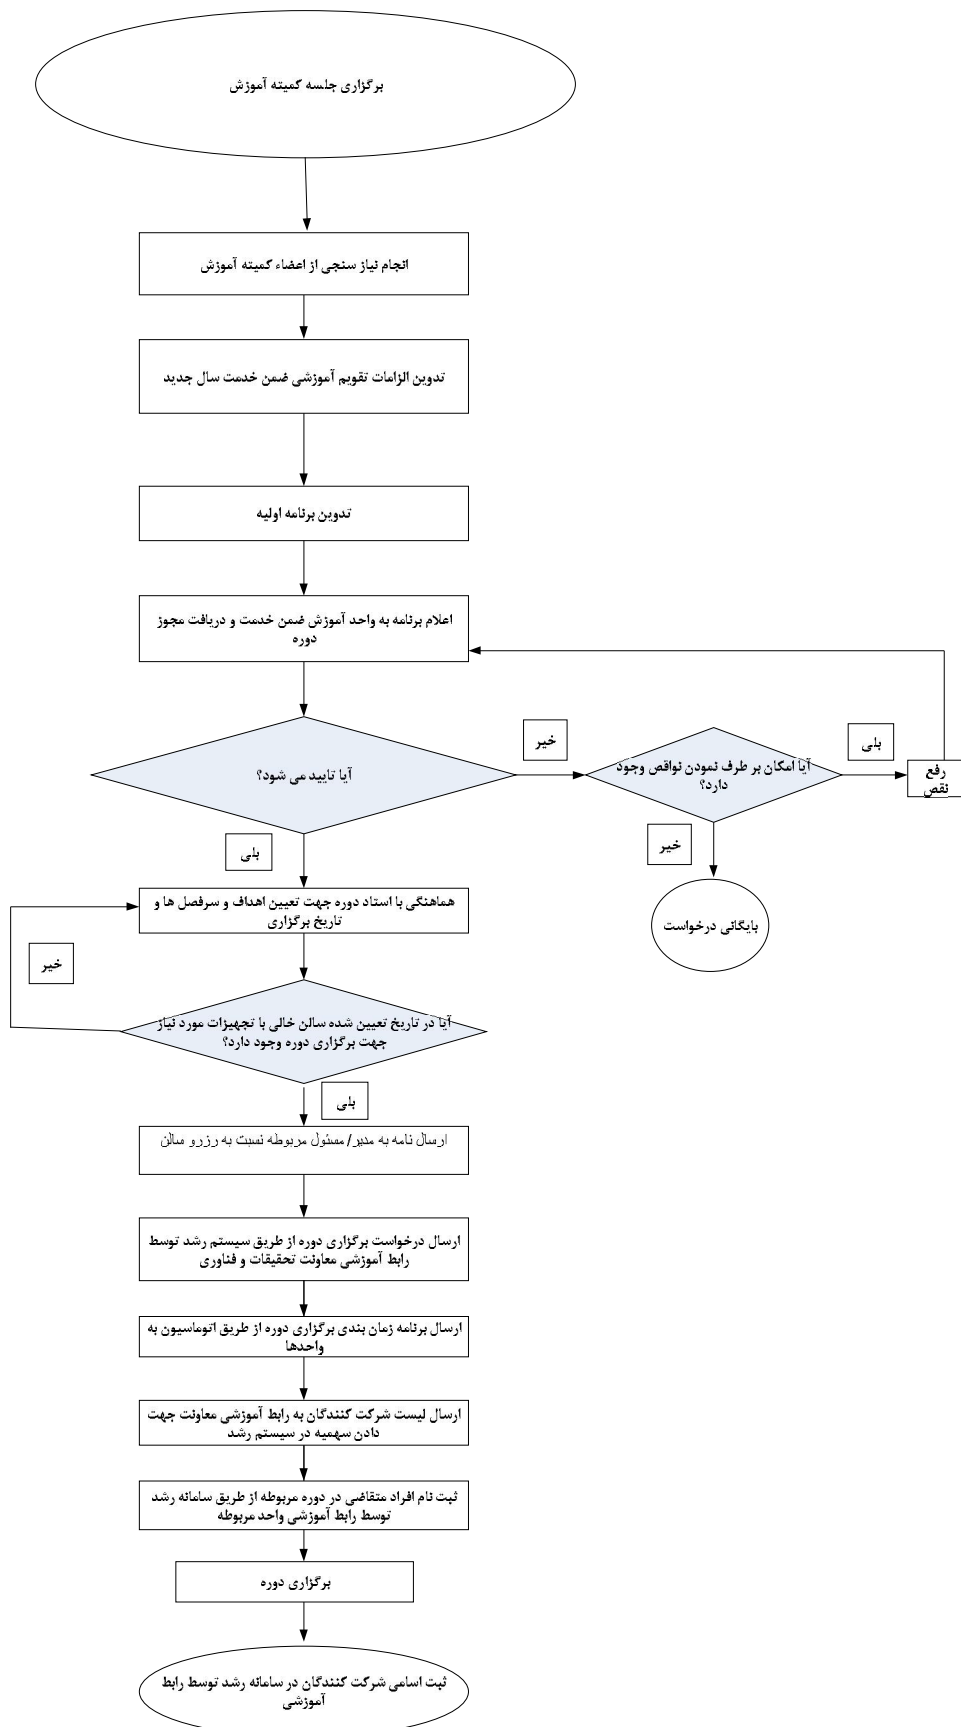 برگزاری جلسه کمیته آموزش
انجام نیاز سنجی از اعضاء کمیته آموزش
تدوین الزامات تقویم آموزشی ضمن خدمت سال جدید
تدوین برنامه اولیه
اعلام برنامه به واحد آموزش ضمن خدمت و دریافت مجوز
دوره
آیا تایید می شود؟
خیر
آیا امکان بر طرف نمودن نواقص وجود
دارد؟
بلی
رفع
نقص
خیر
بایگانی درخواست
بلی
هماهنگی با استاد دوره جهت تعیین اهداف و سرفصل ها و
تاریخ برگزاری
خیر
آیا در تاریخ تعیین شده سالن خالی با تجهیزات مورد نیاز
جهت برگزاری دوره وجود دارد؟
بلی
ارسال نامه به مدیر/ مسئول مربوطه نسبت به رزرو سالن
ارسال درخواست برگزاری دوره از طریق سیستم رشد توسط
رابط آموزشی معاونت تحقیقات و فناوری
ارسال برنامه زمان بندی برگزاری دوره از طریق اتوماسیون به
واحدها
ارسال لیست شرکت کنندگان به رابط آموزشی معاونت جهت
دادن سهمیه در سیستم رشد
ثبت نام افراد متقاضی در دوره مربوطه از طریق سامانه رشد
توسط رابط آموزشی واحد مربوطه
برگزاری دوره
ثبت اسامی شرکت کنندگان در سامانه رشد توسط رابط
آموزشی